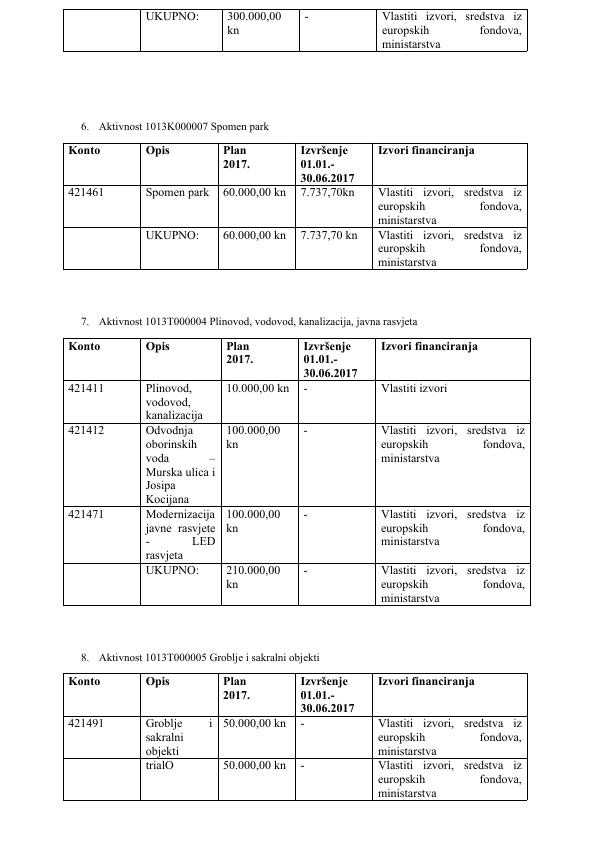 UKUPNO: 300.000,00 - Vlastiti izvori, sredstva iz
kn europskih fondova,
ministarstva
6. Aktivnost 1013K000007 Spomen park
Konto Opis Plan Izvršenje Izvori financiranja
2017. 01.01.-
30.06.2017
421461 Spomen park 60.000,00 kn 7.737,70kn Vlastiti izvori, sredstva iz
europskih fondova,
ministarstva
UKUPNO: 60.000,00 kn 7.737,70 kn Vlastiti izvori, sredstva iz
europskih fondova,
ministarstva
7. Aktivnost 1013T000004 Plinovod, vodovod, kanalizacija, javna rasvjeta
Konto Opis Plan Izvršenje Izvori financiranja
2017. 01.01.-
30.06.2017
421411 Plinovod, 10.000,00 kn - Vlastiti izvori
vodovod,
kanalizacija
421412 Odvodnja 100.000,00 - Vlastiti izvori, sredstva iz
oborinskih kn europskih fondova,
voda – ministarstva
Murska ulica i
Josipa
Kocijana
421471 Modernizacija 100.000,00 - Vlastiti izvori, sredstva iz
javne rasvjete kn europskih fondova,
- LED ministarstva
rasvjeta
UKUPNO: 210.000,00 - Vlastiti izvori, sredstva iz
kn europskih fondova,
ministarstva
8. Aktivnost 1013T000005 Groblje i sakralni objekti
Konto Opis Plan Izvršenje Izvori financiranja
2017. 01.01.-
30.06.2017
421491 Groblje i 50.000,00 kn - Vlastiti izvori, sredstva iz
sakralni europskih fondova,
objekti ministarstva
trialO 50.000,00 kn - Vlastiti izvori, sredstva iz
europskih fondova,
ministarstva